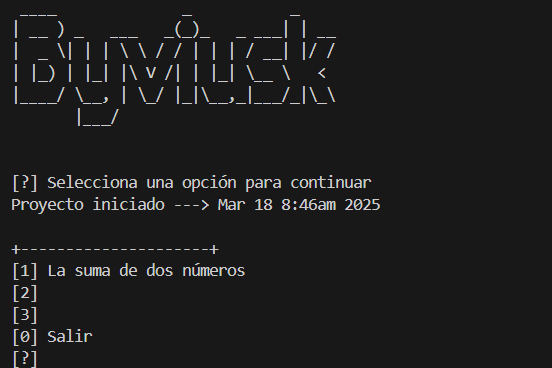 ByViusk
[?] Selecciona una opción para continuar
Proyecto iniciado ---> Mar 18 8:46am 2025
+---------------------+
[1] La suma de dos números
[2]
[3]
[0] Salir
[?]